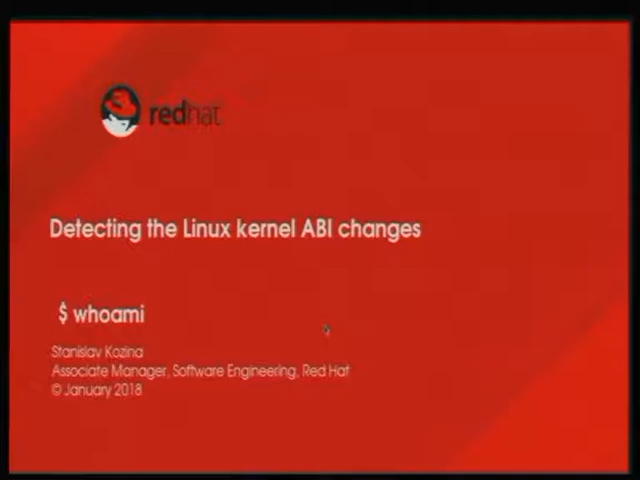 redhat
Detecting the Linux kernel ABI changes
$ whoami
Stanislav Kozina
Associate Manager, Software Engineering, Red Hat
© January 2018